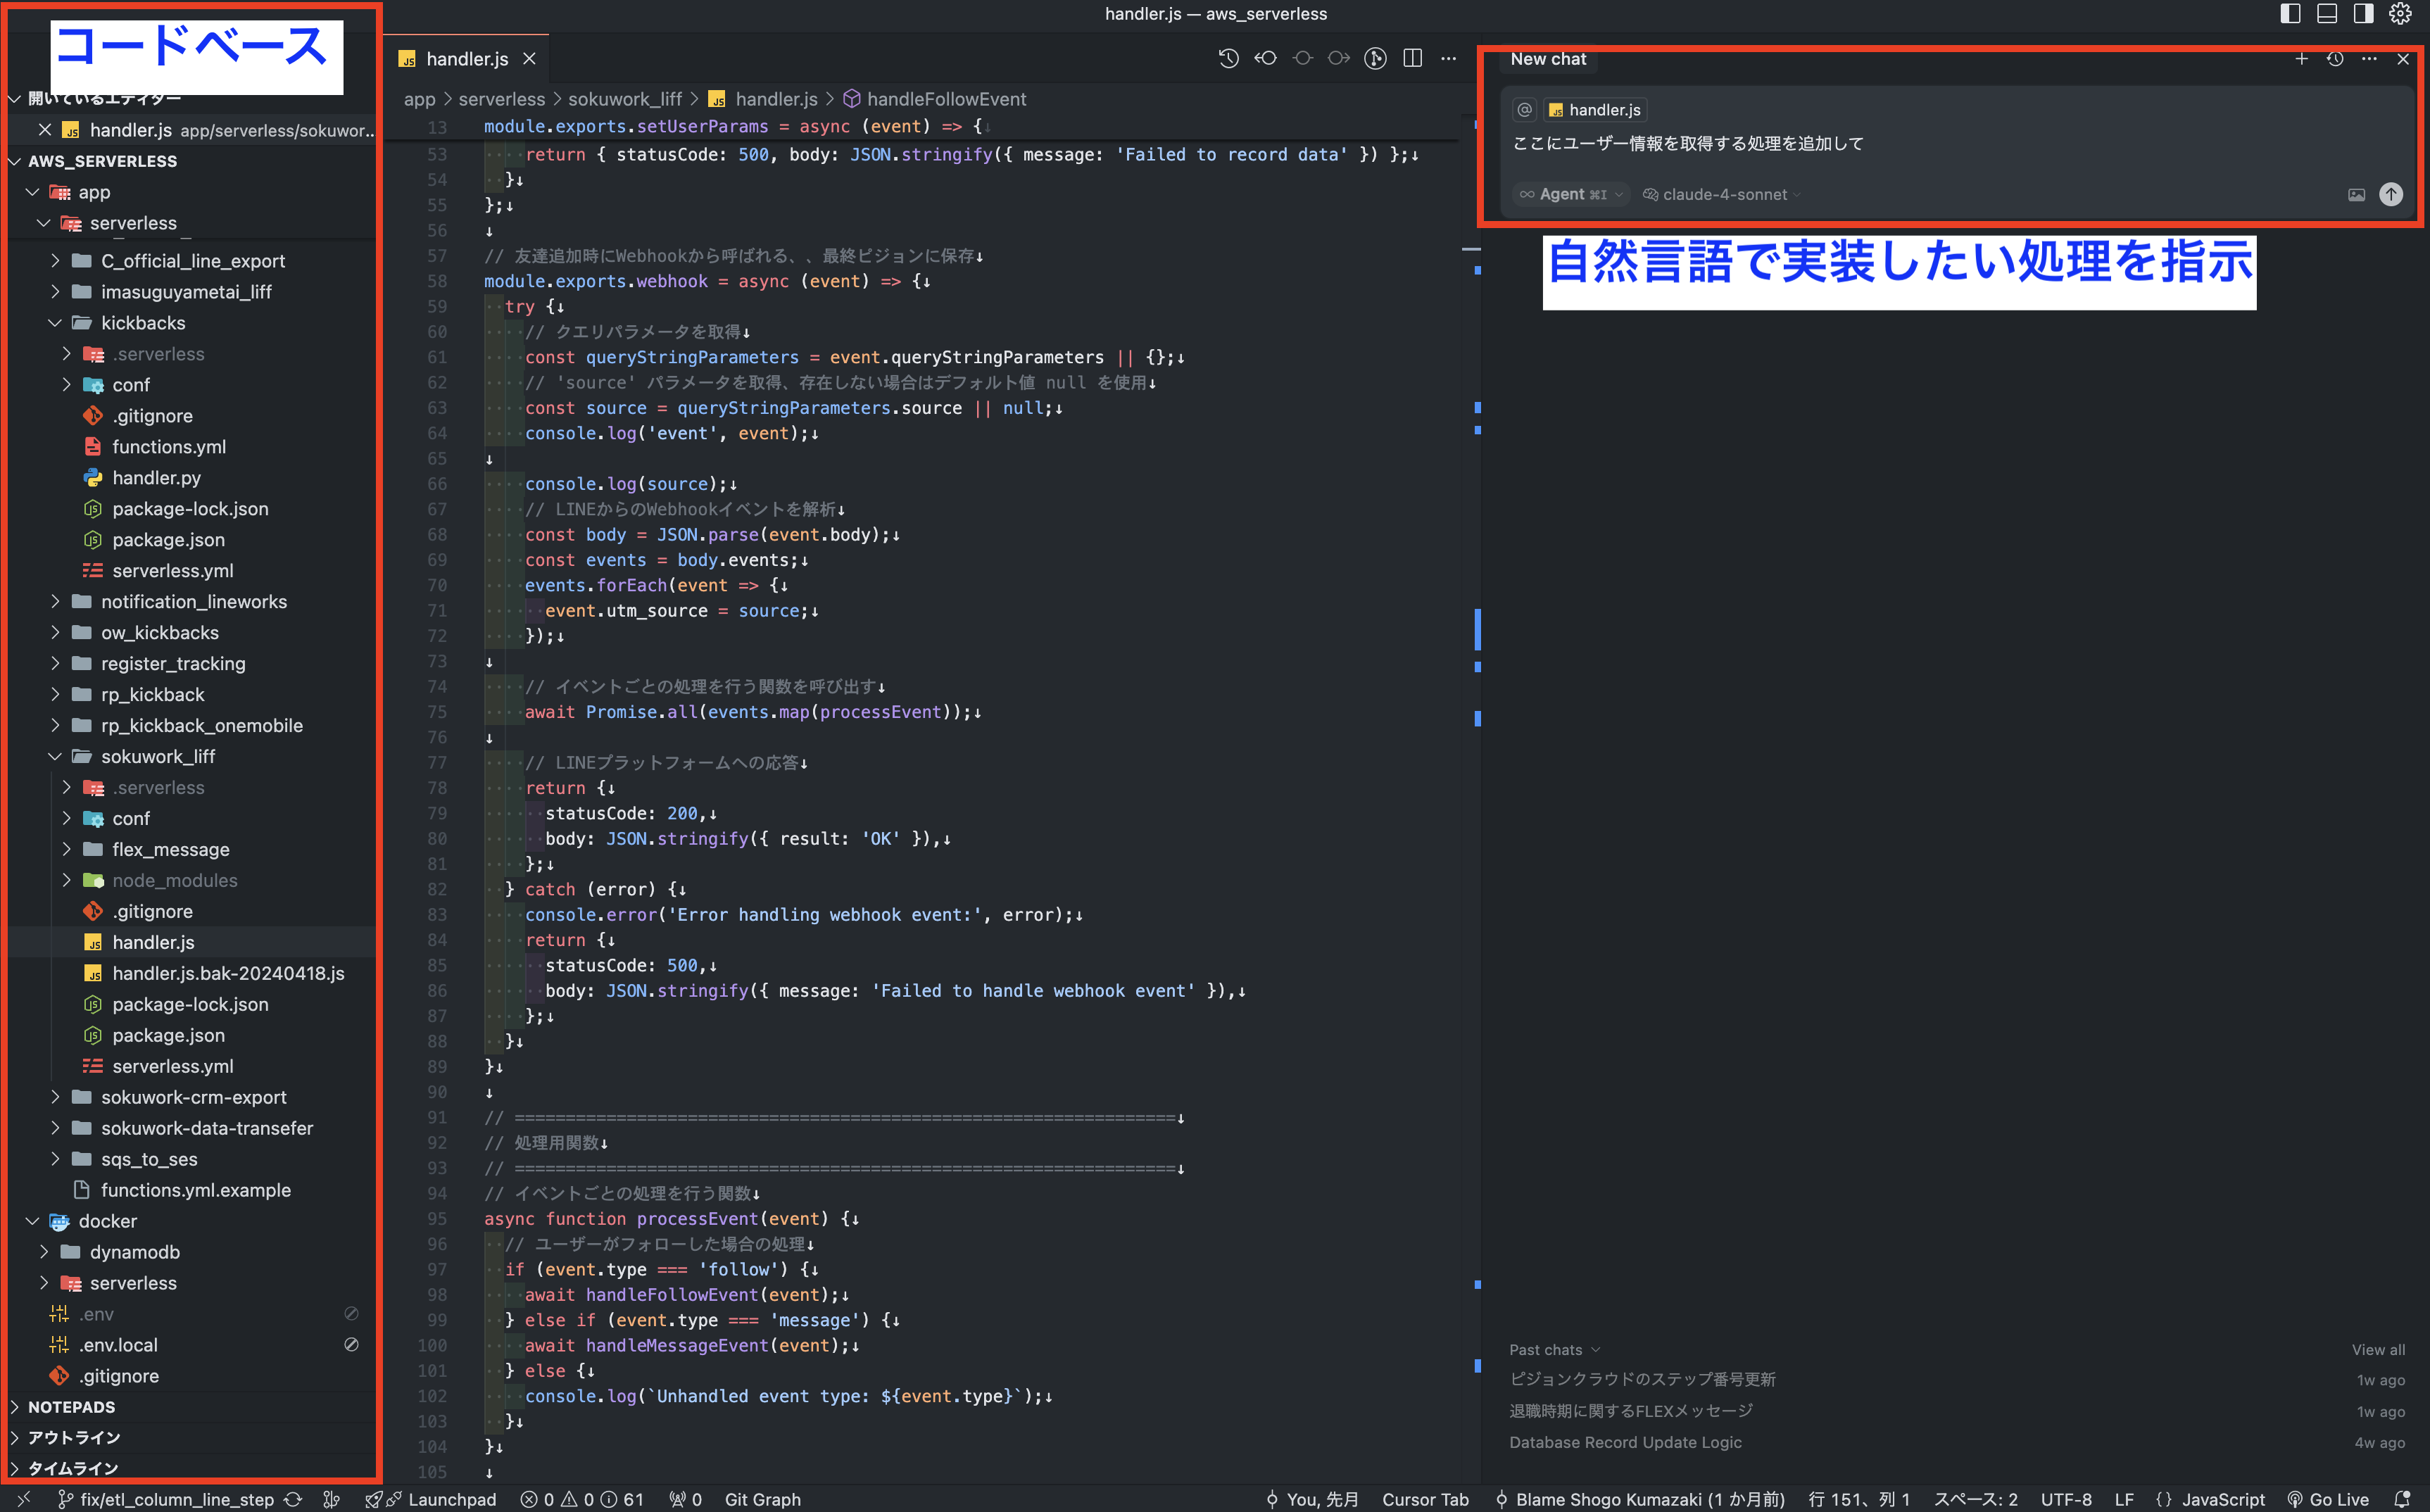 handler.js — aws_serverless
コードベース
開いているエディター
handler.js app/serverless/sokuwor...
AWS_SERVERLESS
app
serverless
C_official_line_export
imasuguyametai_liff
kickbacks
.serverless
conf
.gitignore
functions.yml
handler.py
package-lock.json
package.json
serverless.yml
notification_lineworks
ow_kickbacks
register_tracking
rp_kickback
rp_kickback_onemobile
sokuwork_liff
.serverless
conf
flex_message
node_modules
.gitignore
handler.js
handler.js.bak-20240418.js
package-lock.json
package.json
serverless.yml
sokuwork-crm-export
sokuwork-data-transefer
sqs_to_ses
functions.yml.example
docker
dynamodb
serverless
.env
.env.local
.gitignore
NOTEPADS
アウトライン
タイムライン
handler.js
app > serverless > sokuwork_liff > handler.js > handleFollowEvent
13 module.exports.setUserParams = async (event) => {↓
53 return { statusCode: 500, body: JSON.stringify({ message: 'Failed to record data' }) };↓
54 }↓
55 };↓
56 ↓
57 // 友達追加時にWebhookから呼ばれる、、最終ピジョンに保存↓
58 module.exports.webhook = async (event) => {↓
59 try {↓
60 // クエリパラメータを取得↓
61 const queryStringParameters = event.queryStringParameters || {};↓
62 // 'source' パラメータを取得、存在しない場合はデフォルト値 null を使用↓
63 const source = queryStringParameters.source || null;↓
64 console.log('event', event);↓
65 ↓
66 console.log(source);↓
67 // LINEからのWebhookイベントを解析↓
68 const body = JSON.parse(event.body);↓
69 const events = body.events;↓
70 events.forEach(event => {↓
71 event.utm_source = source;↓
72 });↓
73 ↓
74 // イベントごとの処理を行う関数を呼び出す↓
75 await Promise.all(events.map(processEvent));↓
76 ↓
77 // LINEプラットフォームへの応答↓
78 return {↓
79 statusCode: 200,↓
80 body: JSON.stringify({ result: 'OK' }),↓
81 };↓
82 } catch (error) {↓
83 console.error('Error handling webhook event:', error);↓
84 return {↓
85 statusCode: 500,↓
86 body: JSON.stringify({ message: 'Failed to handle webhook event' }),↓
87 };↓
88 }↓
89 }↓
90 ↓
91 // =================================================================↓
92 // 処理用関数↓
93 // =================================================================↓
94 // イベントごとの処理を行う関数↓
95 async function processEvent(event) {↓
96 // ユーザーがフォローした場合の処理↓
97 if (event.type === 'follow') {↓
98 await handleFollowEvent(event);↓
99 } else if (event.type === 'message') {↓
100 await handleMessageEvent(event);↓
101 } else {↓
102 console.log(`Unhandled event type: ${event.type}`);↓
103 }↓
104 }↓
105 ↓
New chat
@ handler.js
ここにユーザー情報を取得する処理を追加して
∞ Agent ⌘I claude-4-sonnet
自然言語で実装したい処理を指示
Past chats View all
ピジョンクラウドのステップ番号更新 1w ago
退職時期に関するFLEXメッセージ 1w ago
Database Record Update Logic 4w ago
fix/etl_column_line_step Launchpad 0 0 61 0 Git Graph You, 先月 Cursor Tab Blame Shogo Kumazaki (1 か月前) 行 151、列 1 スペース: 2 UTF-8 LF {} JavaScript Go Live